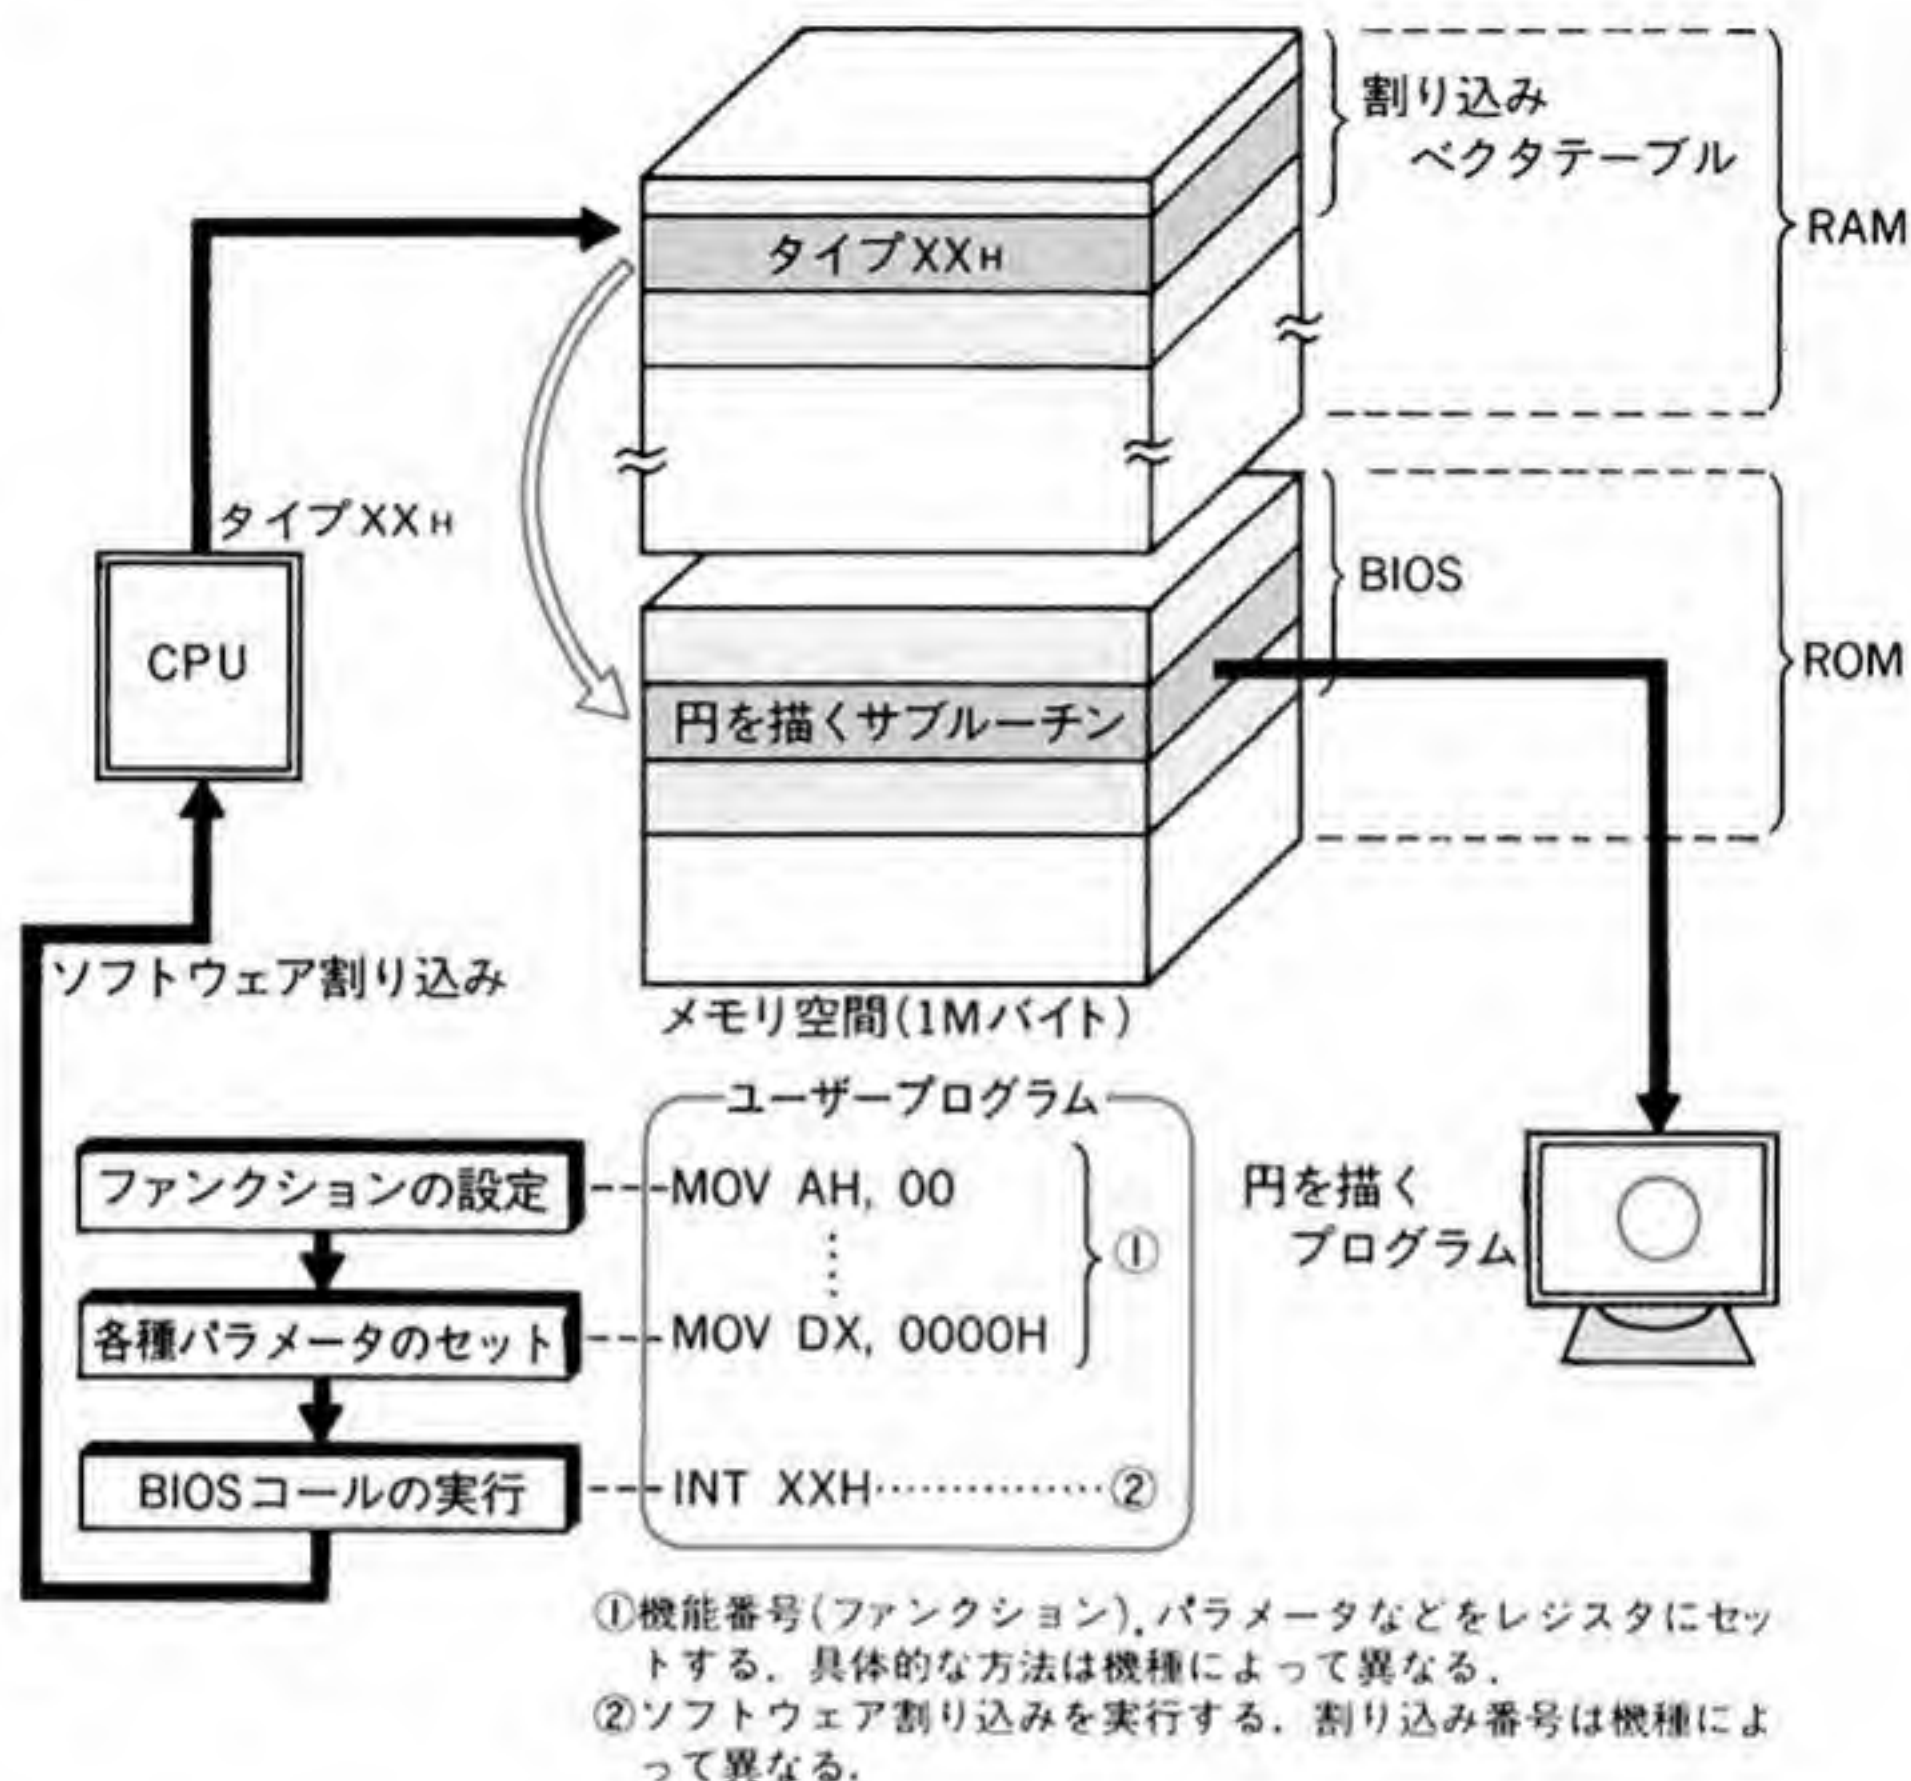 割り込み
ベクタテーブル
RAM
タイプXXH
タイプXXH
BIOS
CPU
ROM
円を描くサブルーチン
ソフトウェア割り込み
メモリ空間(1Mバイト)
ユーザープログラム
ファンクションの設定
MOV AH, 00
①
円を描く
プログラム
各種パラメータのセット
MOV DX, 0000H
BIOSコールの実行
INT XXH ②
①機能番号(ファンクション),パラメータなどをレジスタにセッ
トする.具体的な方法は機種によって異なる.
②ソフトウェア割り込みを実行する.割り込み番号は機種によ
って異なる.